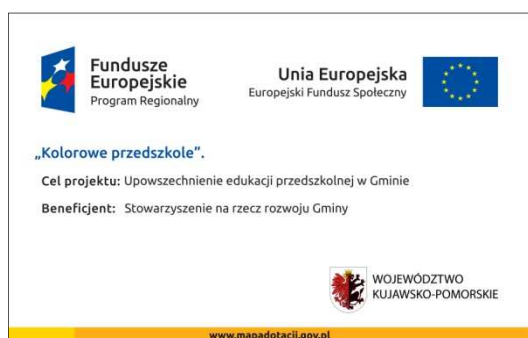 Fundusze
Europejskie
Program Regionalny
Unia Europejska
Europejski Fundusz Społeczny
„Kolorowe przedszkole”.
Cel projektu: Upowszechnienie edukacji przedszkolnej w Gminie
Beneficjent: Stowarzyszenie na rzecz rozwoju Gminy
WOJEWÓDZTWO
KUJAWSKO-POMORSKIE
www.mapadotacji.gov.pl